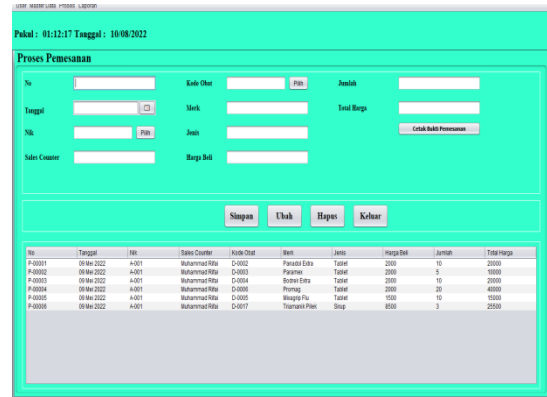 User Master Data Proses Laporan
Pukul : 01:12:17 Tanggal : 10/08/2022
Proses Pemesanan
No Kode Obat Pilih Jumlah
Tanggal Merk Total Harga
Nik Pilih Jenis Cetak Bukti Pemesanan
Sales Counter Harga Beli
Simpan Ubah Hapus Keluar
No Tanggal Nik Sales Counter Kode Obat Merk Jenis Harga Beli Jumlah Total Harga
P-00001 09 Mei 2022 A-001 Muhammad Rifai D-0002 Panadol Extra Tablet 2000 10 20000
P-00002 09 Mei 2022 A-001 Muhammad Rifai D-0003 Paramex Tablet 2000 5 10000
P-00003 09 Mei 2022 A-001 Muhammad Rifai D-0004 Bodrek Extra Tablet 2000 10 20000
P-00004 09 Mei 2022 A-001 Muhammad Rifai D-0006 Promag Tablet 2000 20 40000
P-00005 09 Mei 2022 A-001 Muhammad Rifai D-0005 Mixagrip Flu Tablet 1500 10 15000
P-00006 09 Mei 2022 A-001 Muhammad Rifai D-0017 Triamanik Pilek Sirup 8500 3 25500